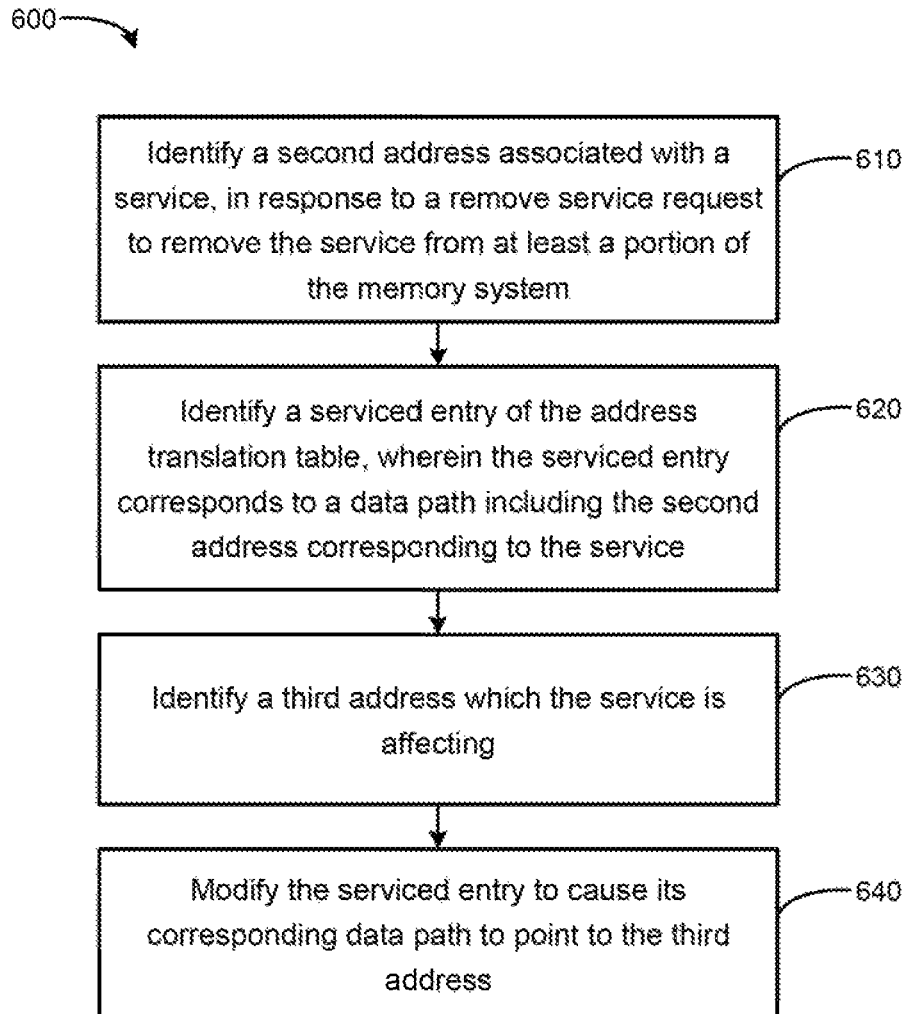 600
Identify a second address associated with a
service, in response to a remove service request
to remove the service from at least a portion of
the memory system
610
Identify a serviced entry of the address
translation table, wherein the serviced entry
corresponds to a data path including the second
address corresponding to the service
620
Identify a third address which the service is
affecting
630
Modify the serviced entry to cause its
corresponding data path to point to the third
address
640